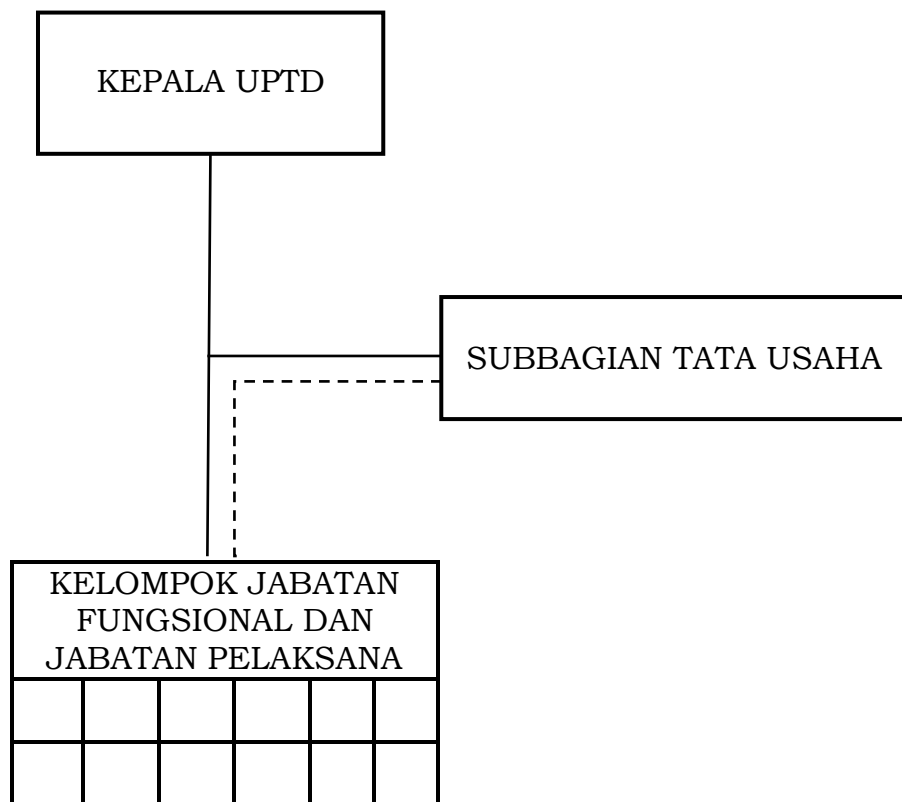 KEPALA UPTD
SUBBAGIAN TATA USAHA
KELOMPOK JABATAN
FUNGSIONAL DAN
JABATAN PELAKSANA